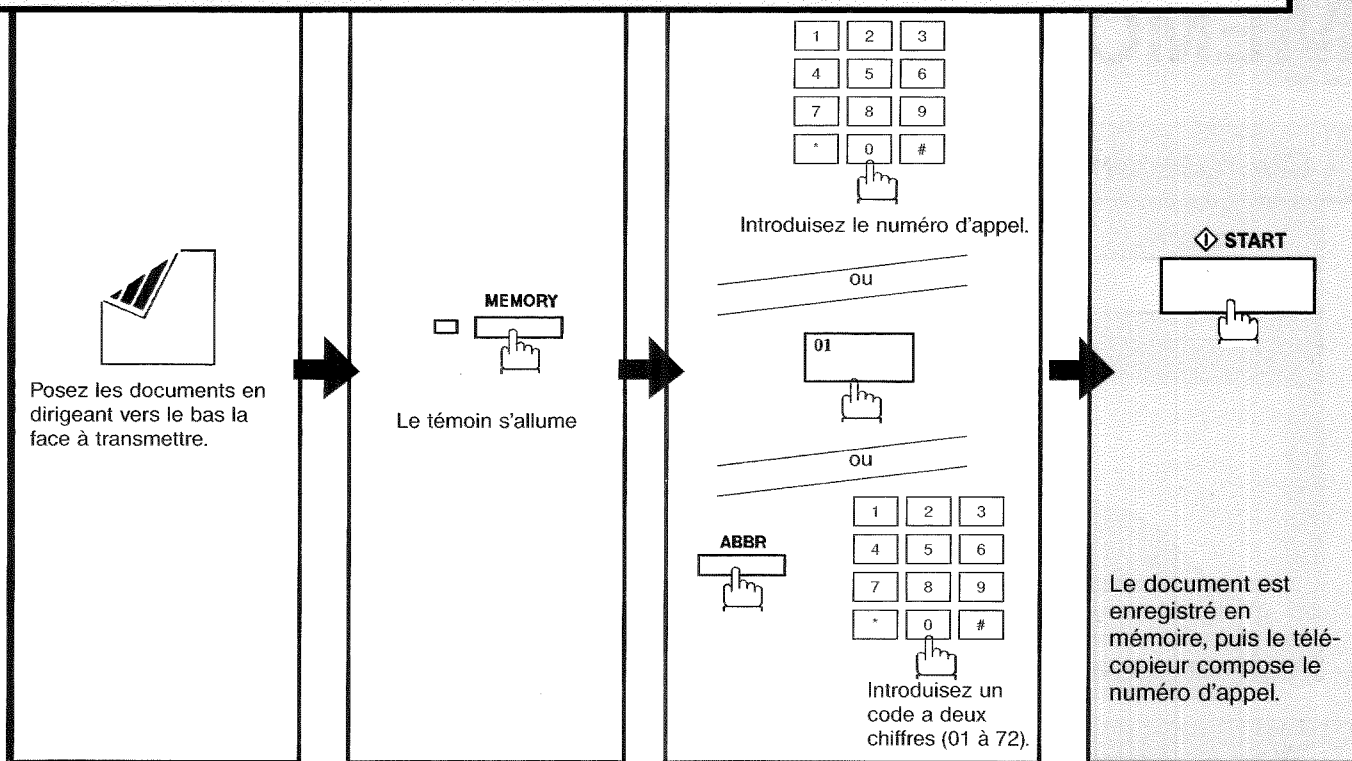 Posez les documents en
dirigeant vers le bas la
face à transmettre.
MEMORY
Le témoin s'allume
1 2 3
4 5 6
7 8 9
* 0 #
Introduisez le numéro d'appel.
ou
01
ou
ABBR
1 2 3
4 5 6
7 8 9
* 0 #
Introduisez un
code a deux
chiffres (01 à 72).
START
Le document est
enregistré en
mémoire, puis le télé-
copieur compose le
numéro d'appel.